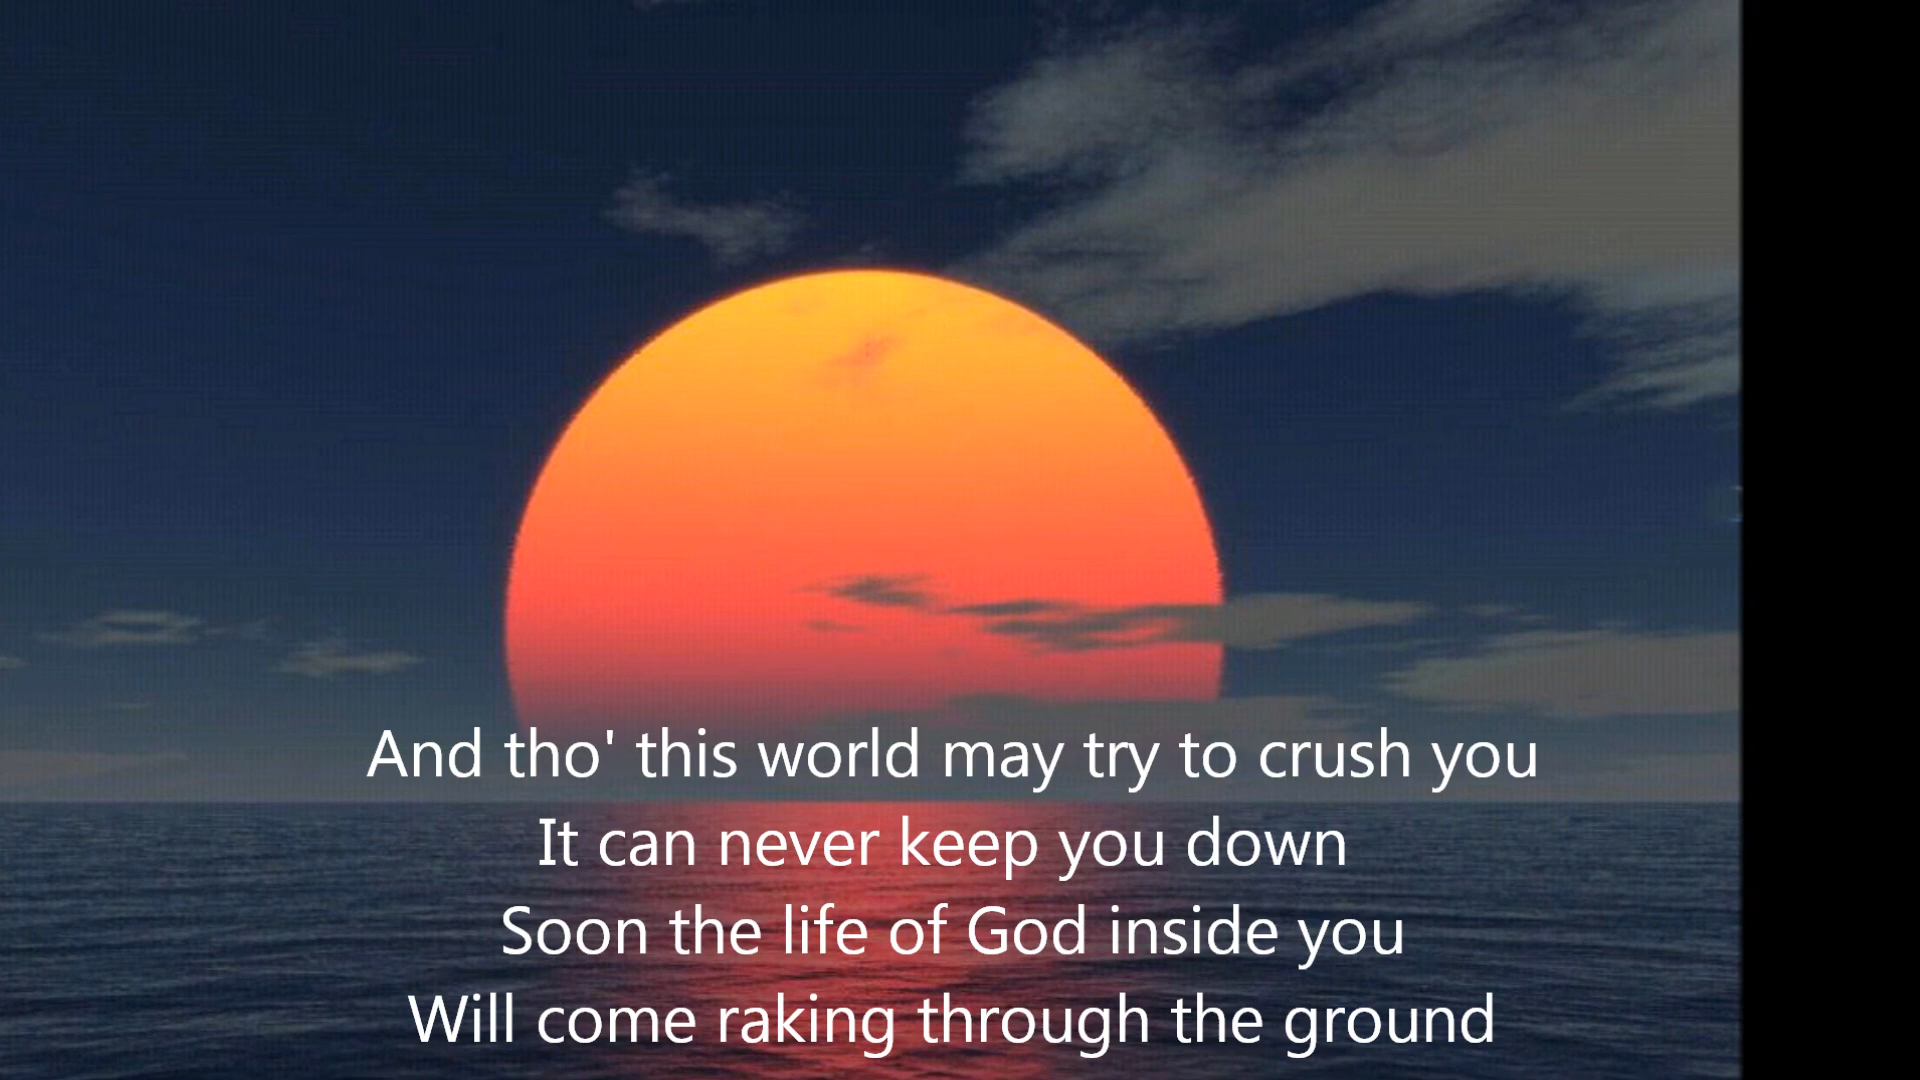 And tho' this world may try to crush you
It can never keep you down
Soon the life of God inside you
Will come raking through the ground